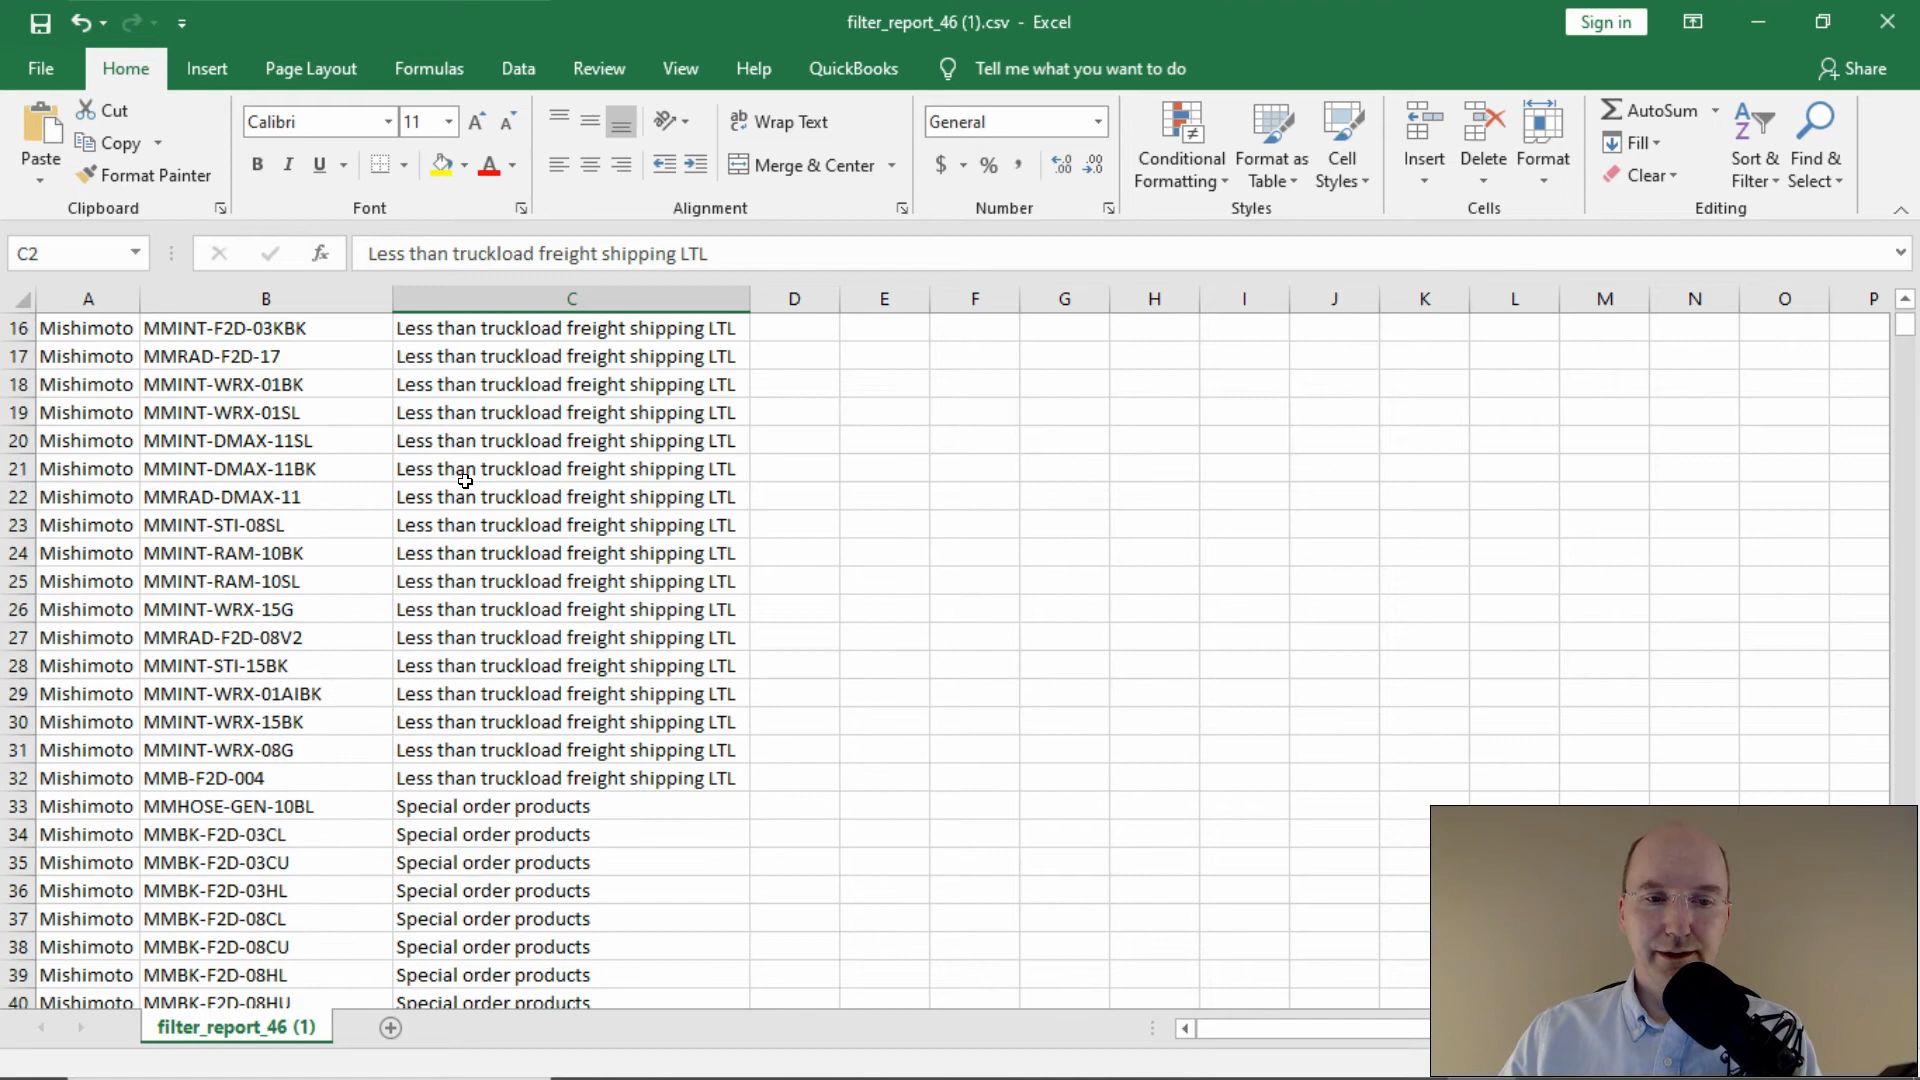 filter_report_46 (1).csv - Excel
Sign in
File Home Insert Page Layout Formulas Data Review View Help QuickBooks Tell me what you want to do Share
Paste
Cut
Copy
Format Painter
Clipboard
Calibri 11
B I U A
Font
ab Wrap Text
Merge & Center
Alignment
General
$ % ,
Number
Conditional Formatting
Format as Table
Cell Styles
Styles
Insert Delete Format
Cells
AutoSum
Fill
Clear
Sort & Filter
Find & Select
Editing
C2 fx Less than truckload freight shipping LTL
A B C D E F G H I J K L M N O P
16 Mishimoto MMINT-F2D-03KBK Less than truckload freight shipping LTL
17 Mishimoto MMRAD-F2D-17 Less than truckload freight shipping LTL
18 Mishimoto MMINT-WRX-01BK Less than truckload freight shipping LTL
19 Mishimoto MMINT-WRX-01SL Less than truckload freight shipping LTL
20 Mishimoto MMINT-DMAX-11SL Less than truckload freight shipping LTL
21 Mishimoto MMINT-DMAX-11BK Less than truckload freight shipping LTL
22 Mishimoto MMRAD-DMAX-11 Less than truckload freight shipping LTL
23 Mishimoto MMINT-STI-08SL Less than truckload freight shipping LTL
24 Mishimoto MMINT-RAM-10BK Less than truckload freight shipping LTL
25 Mishimoto MMINT-RAM-10SL Less than truckload freight shipping LTL
26 Mishimoto MMINT-WRX-15G Less than truckload freight shipping LTL
27 Mishimoto MMRAD-F2D-08V2 Less than truckload freight shipping LTL
28 Mishimoto MMINT-STI-15BK Less than truckload freight shipping LTL
29 Mishimoto MMINT-WRX-01AIBK Less than truckload freight shipping LTL
30 Mishimoto MMINT-WRX-15BK Less than truckload freight shipping LTL
31 Mishimoto MMINT-WRX-08G Less than truckload freight shipping LTL
32 Mishimoto MMB-F2D-004 Less than truckload freight shipping LTL
33 Mishimoto MMHOSE-GEN-10BL Special order products
34 Mishimoto MMBK-F2D-03CL Special order products
35 Mishimoto MMBK-F2D-03CU Special order products
36 Mishimoto MMBK-F2D-03HL Special order products
37 Mishimoto MMBK-F2D-08CL Special order products
38 Mishimoto MMBK-F2D-08CU Special order products
39 Mishimoto MMBK-F2D-08HL Special order products
40 Mishimoto MMBK-F2D-08HU Special order products
filter_report_46 (1)